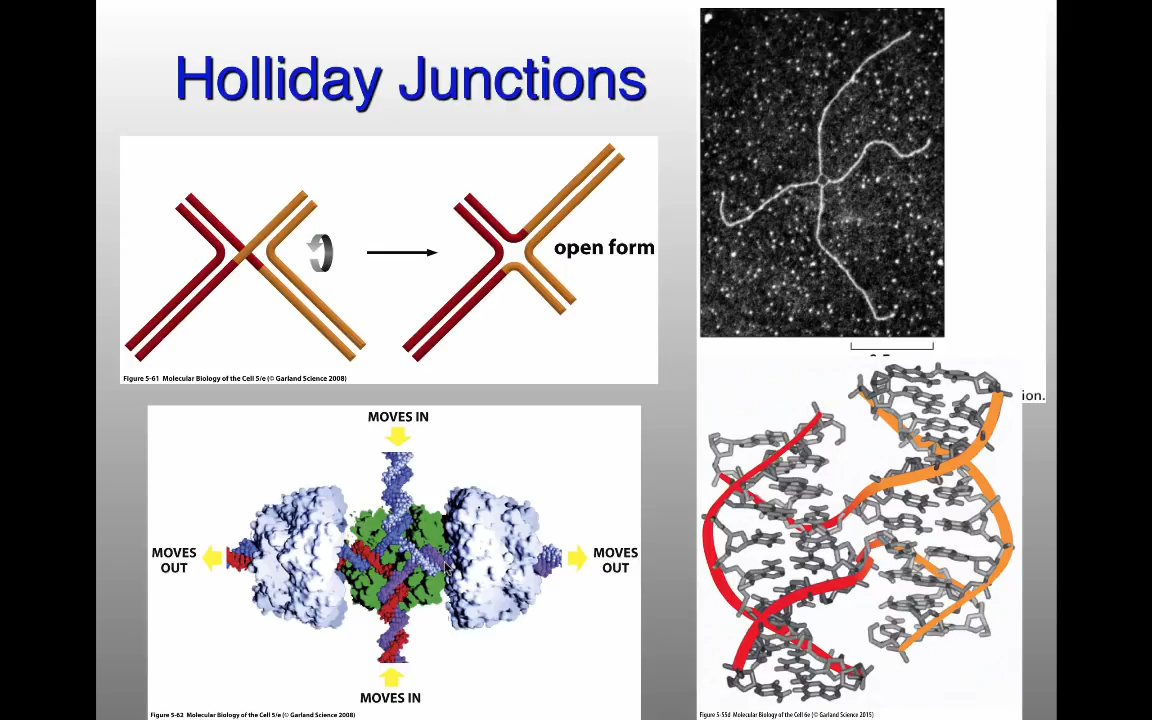 Holliday Junctions
open form
Figure 5-61 Molecular Biology of the Cell 5/e (© Garland Science 2008)
ion.
MOVES IN
MOVES
OUT
MOVES
OUT
MOVES IN
Figure 5-62 Molecular Biology of the Cell 5/e (© Garland Science 2008)
Figure 5-55d Molecular Biology of the Cell 6e (© Garland Science 2015)